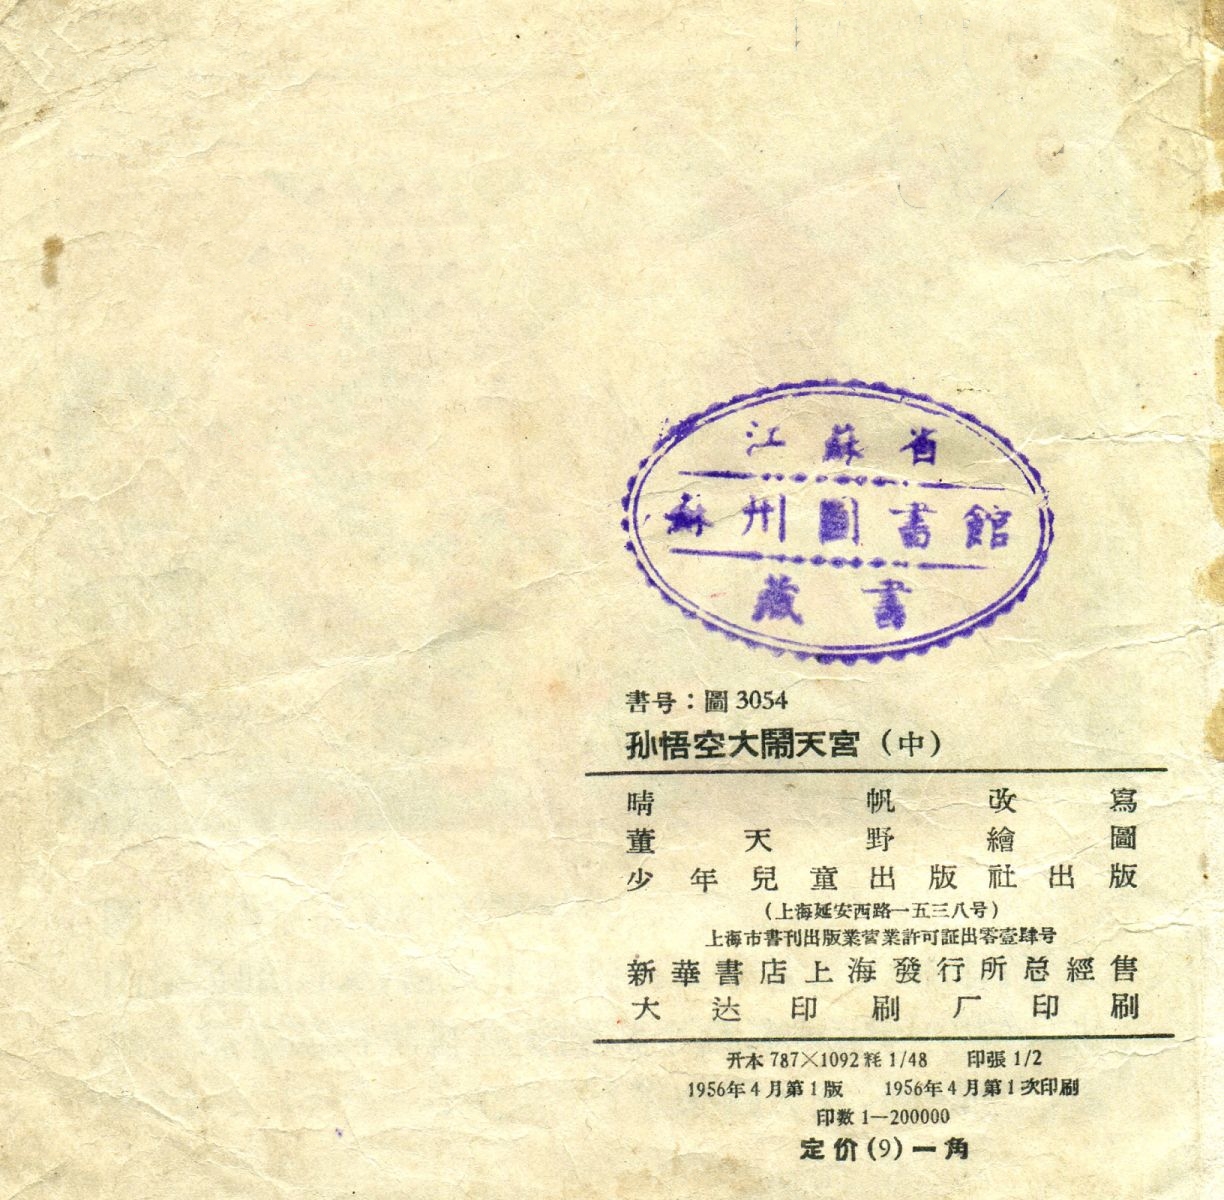 江蘇省
蘇州圖書館
藏書
書号：圖3054
孙悟空大鬧天宮（中）
晴帆改寫
董天野繪圖
少年兒童出版社出版
（上海延安西路一五三八号）
上海市書刊出版業营業許可証出零壹肆号
新華書店上海發行所总經售
大达印刷厂印刷
开本787×1092耗1/48 印張1/2
1956年4月第1版 1956年4月第1次印刷
印数1—200000
定价(9)一角